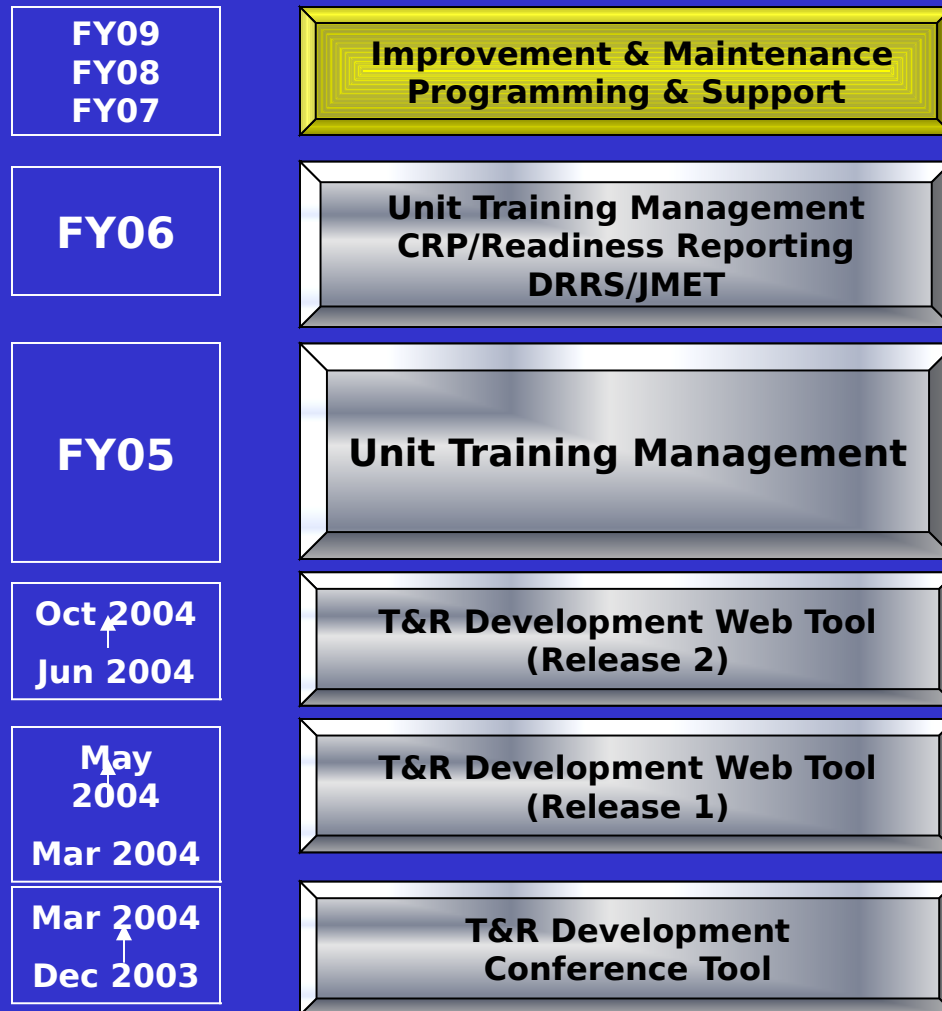 FY09
FY08
FY07
Improvement & Maintenance
Programming & Support
FY06
Unit Training Management
CRP/Readiness Reporting
DRRS/JMET
FY05
Unit Training Management
Oct 2004
Jun 2004
T&R Development Web Tool
(Release 2)
May
2004
Mar 2004
T&R Development Web Tool
(Release 1)
Mar 2004
Dec 2003
T&R Development
Conference Tool